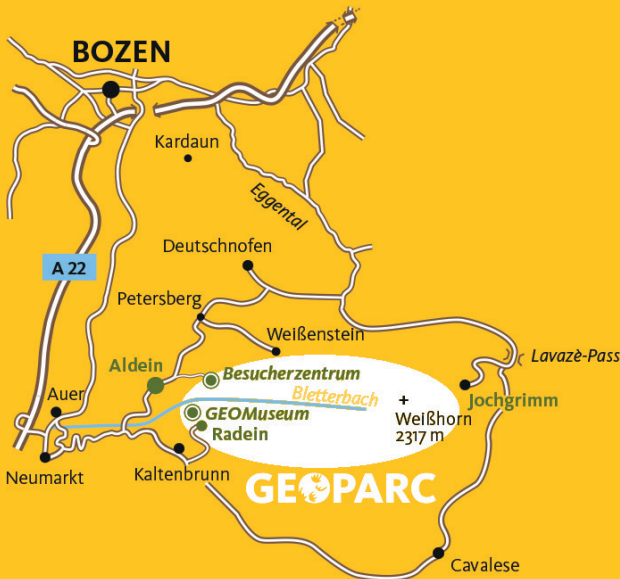 BOZEN
Kardaun
Eggental
Deutschnofen
A 22
Petersberg
Weißenstein
Lavazè-Pass
Aldein
Besucherzentrum
Bletterbach
Jochgrimm
Auer
GEOMuseum
Weißhorn
2317 m
Radein
Neumarkt
Kaltenbrunn
GEOPARC
Cavalese